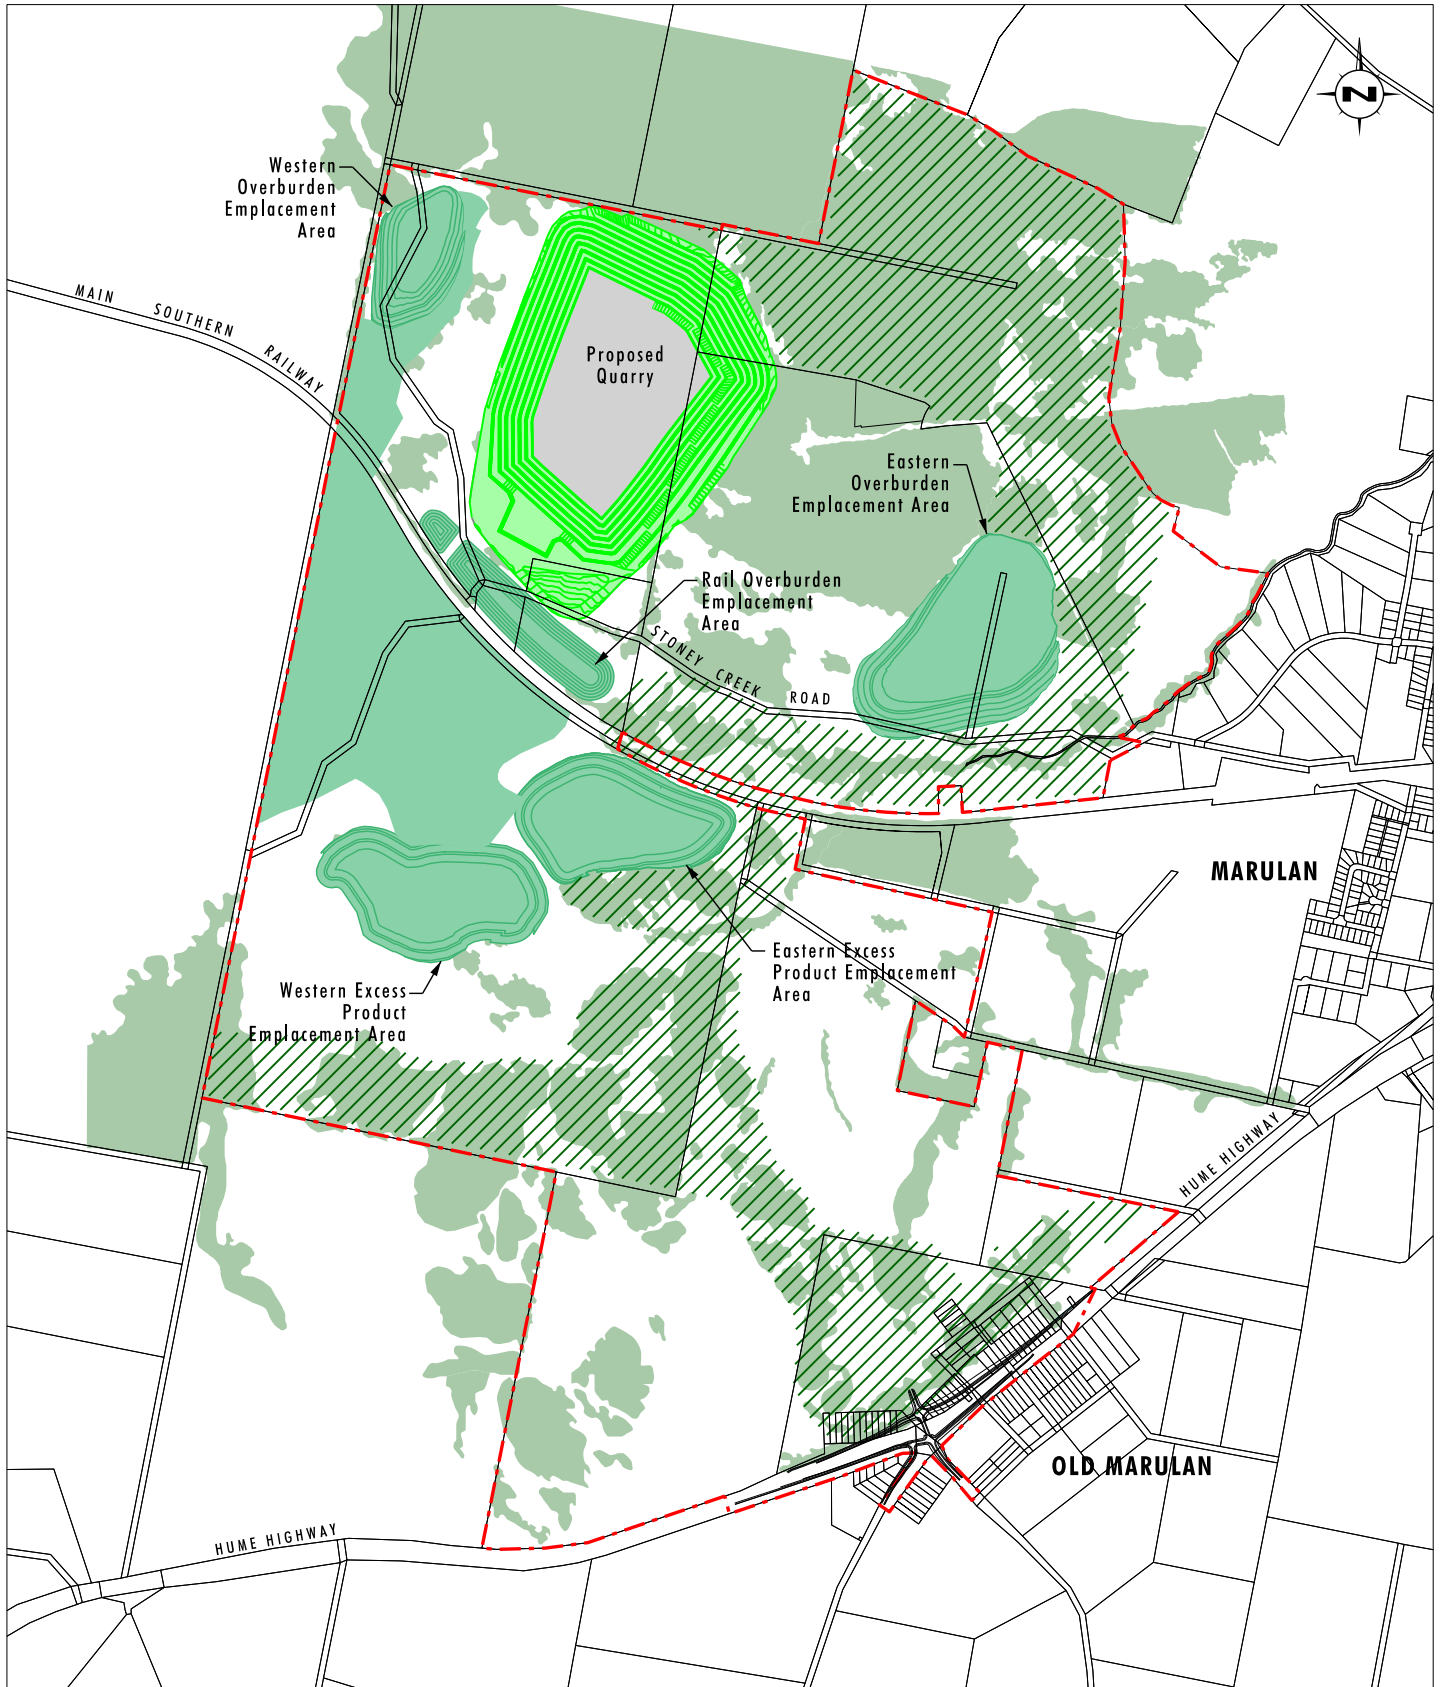 N
Western
Overburden
Emplacement
Area
MAIN SOUTHERN RAILWAY
Proposed
Quarry
Eastern
Overburden
Emplacement Area
Rail Overburden
Emplacement
Area
STONEY CREEK ROAD
MARULAN
Eastern Excess
Product Emplacement
Area
Western Excess
Product
Emplacement Area
HUME HIGHWAY
OLD MARULAN
HUME HIGHWAY